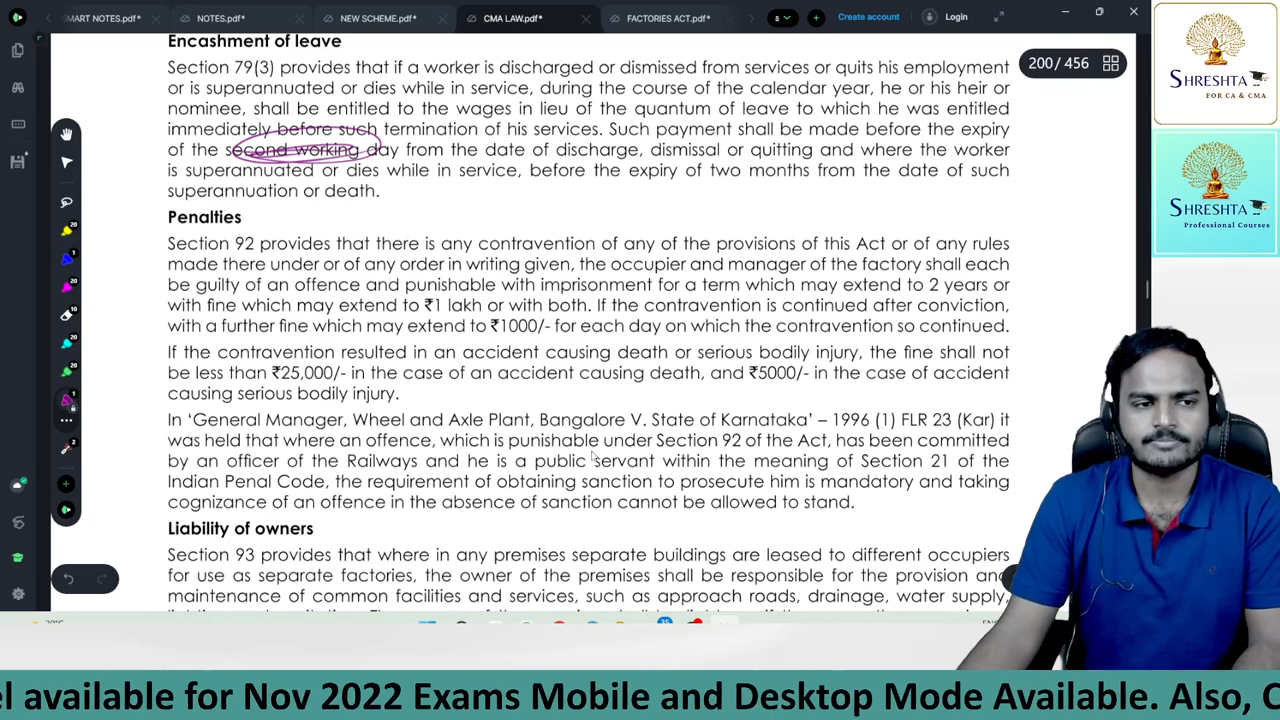 SMART NOTES.pdf*
NOTES.pdf*
NEW SCHEME.pdf*
CMA LAW.pdf*
FACTORIES ACT.pdf*
8
Create account
Login
200 / 456
Encashment of leave
Section 79(3) provides that if a worker is discharged or dismissed from services or quits his employment
or is superannuated or dies while in service, during the course of the calendar year, he or his heir or
nominee, shall be entitled to the wages in lieu of the quantum of leave to which he was entitled
immediately before such termination of his services. Such payment shall be made before the expiry
of the second working day from the date of discharge, dismissal or quitting and where the worker
is superannuated or dies while in service, before the expiry of two months from the date of such
superannuation or death.
Penalties
Section 92 provides that there is any contravention of any of the provisions of this Act or of any rules
made there under or of any order in writing given, the occupier and manager of the factory shall each
be guilty of an offence and punishable with imprisonment for a term which may extend to 2 years or
with fine which may extend to ₹1 lakh or with both. If the contravention is continued after conviction,
with a further fine which may extend to ₹1000/- for each day on which the contravention so continued.
If the contravention resulted in an accident causing death or serious bodily injury, the fine shall not
be less than ₹25,000/- in the case of an accident causing death, and ₹5000/- in the case of accident
causing serious bodily injury.
In ‘General Manager, Wheel and Axle Plant, Bangalore V. State of Karnataka’ – 1996 (1) FLR 23 (Kar) it
was held that where an offence, which is punishable under Section 92 of the Act, has been committed
by an officer of the Railways and he is a public servant within the meaning of Section 21 of the
Indian Penal Code, the requirement of obtaining sanction to prosecute him is mandatory and taking
cognizance of an offence in the absence of sanction cannot be allowed to stand.
Liability of owners
Section 93 provides that where in any premises separate buildings are leased to different occupiers
for use as separate factories, the owner of the premises shall be responsible for the provision and
maintenance of common facilities and services, such as approach roads, drainage, water supply,
SHRESHTA
FOR CA & CMA
SHRESHTA
Professional Courses
20
1
20
10
20
20
1
2
el available for Nov 2022 Exams Mobile and Desktop Mode Available. Also, C